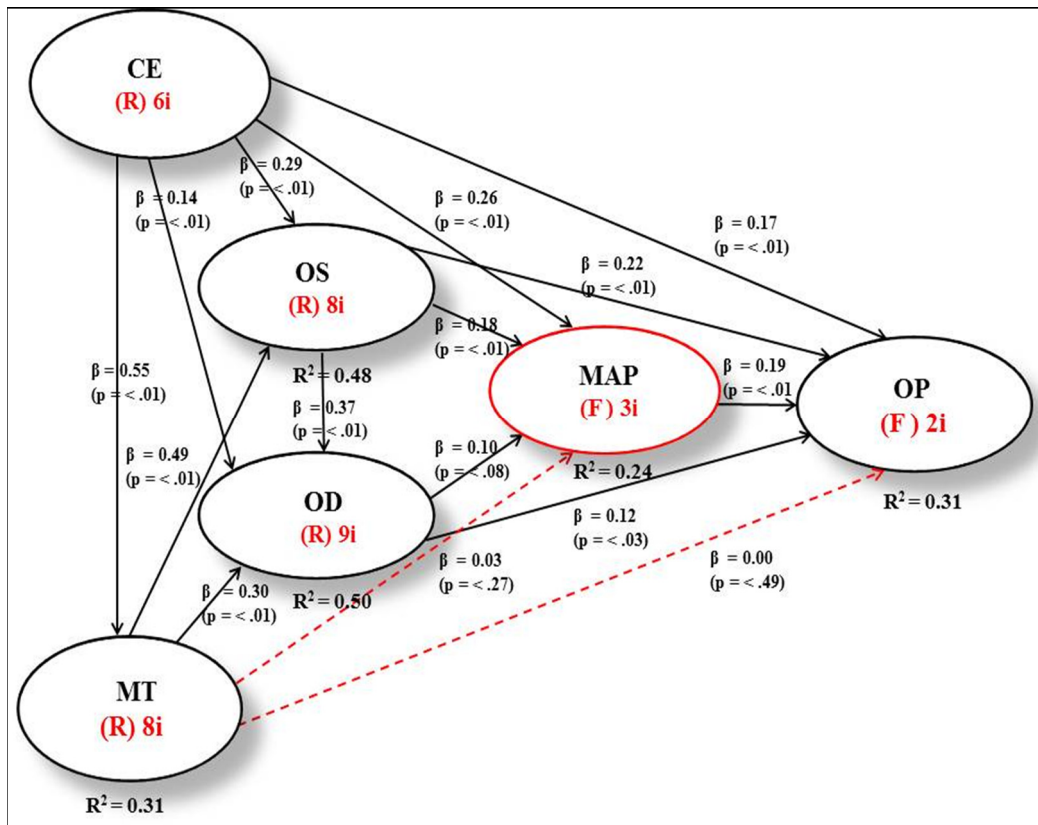 CE
(R) 6i
β = 0.29
(p = < .01)
β = 0.14
(p = < .01)
β = 0.26
(p = < .01)
β = 0.17
(p = < .01)
OS
(R) 8i
β = 0.22
(p = < .01)
β = 0.18
(p = < .01)
R² = 0.48
β = 0.55
(p = < .01)
β = 0.37
(p = < .01)
MAP
(F) 3i
β = 0.19
(p = < .01
OP
(F ) 2i
β = 0.49
(p = < .01)
β = 0.10
(p = < .08)
R² = 0.24
R² = 0.31
OD
(R) 9i
β = 0.12
(p = < .03)
β = 0.03
(p = < .27)
β = 0.00
(p = < .49)
β = 0.30
(p = < .01)
R² = 0.50
MT
(R) 8i
R² = 0.31